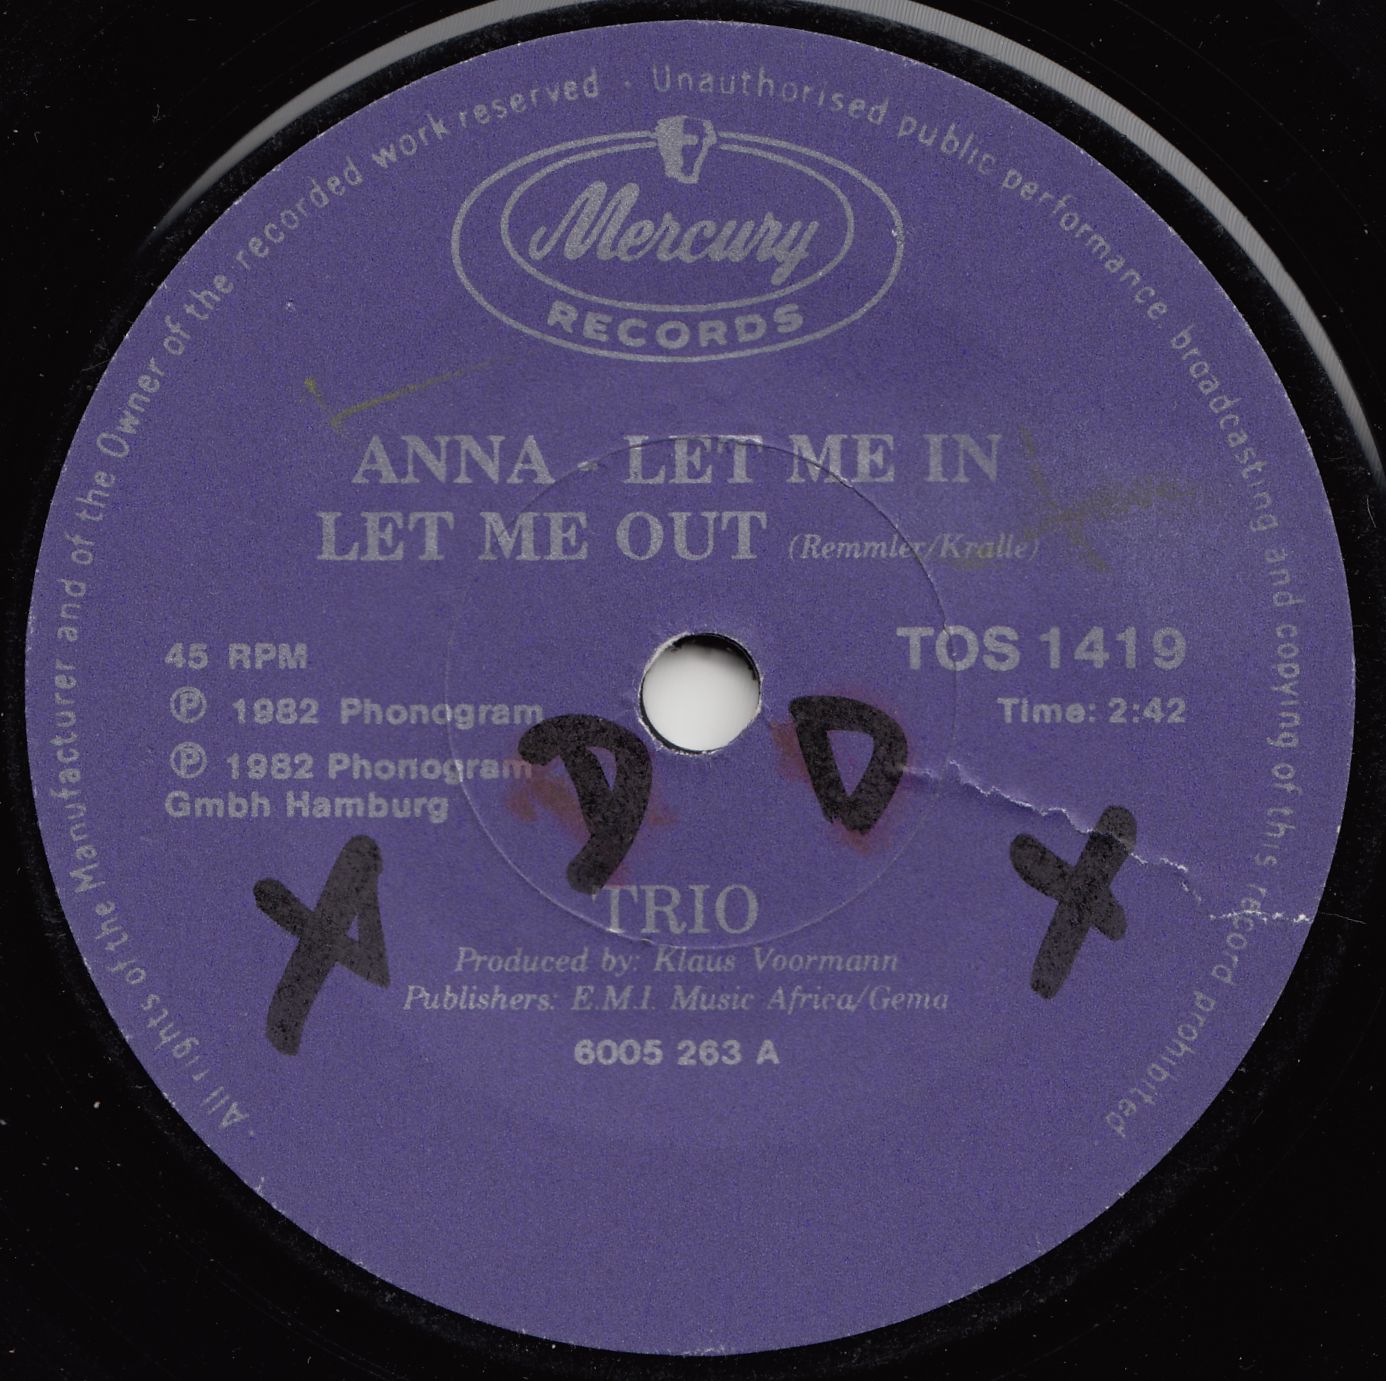 · All rights of the Manufacturer and of the Owner of the recorded work reserved · Unauthorised public performance broadcasting and copying of this record prohibited ·
Mercury
RECORDS
ANNA - LET ME IN
LET ME OUT (Remmler/Kralle)
45 RPM
TOS 1419
℗ 1982 Phonogram
Time: 2:42
℗ 1982 Phonogram
Gmbh Hamburg
A D D X
TRIO
Produced by: Klaus Voormann
Publishers: E.M.I. Music Africa/Gema
6005 263 A